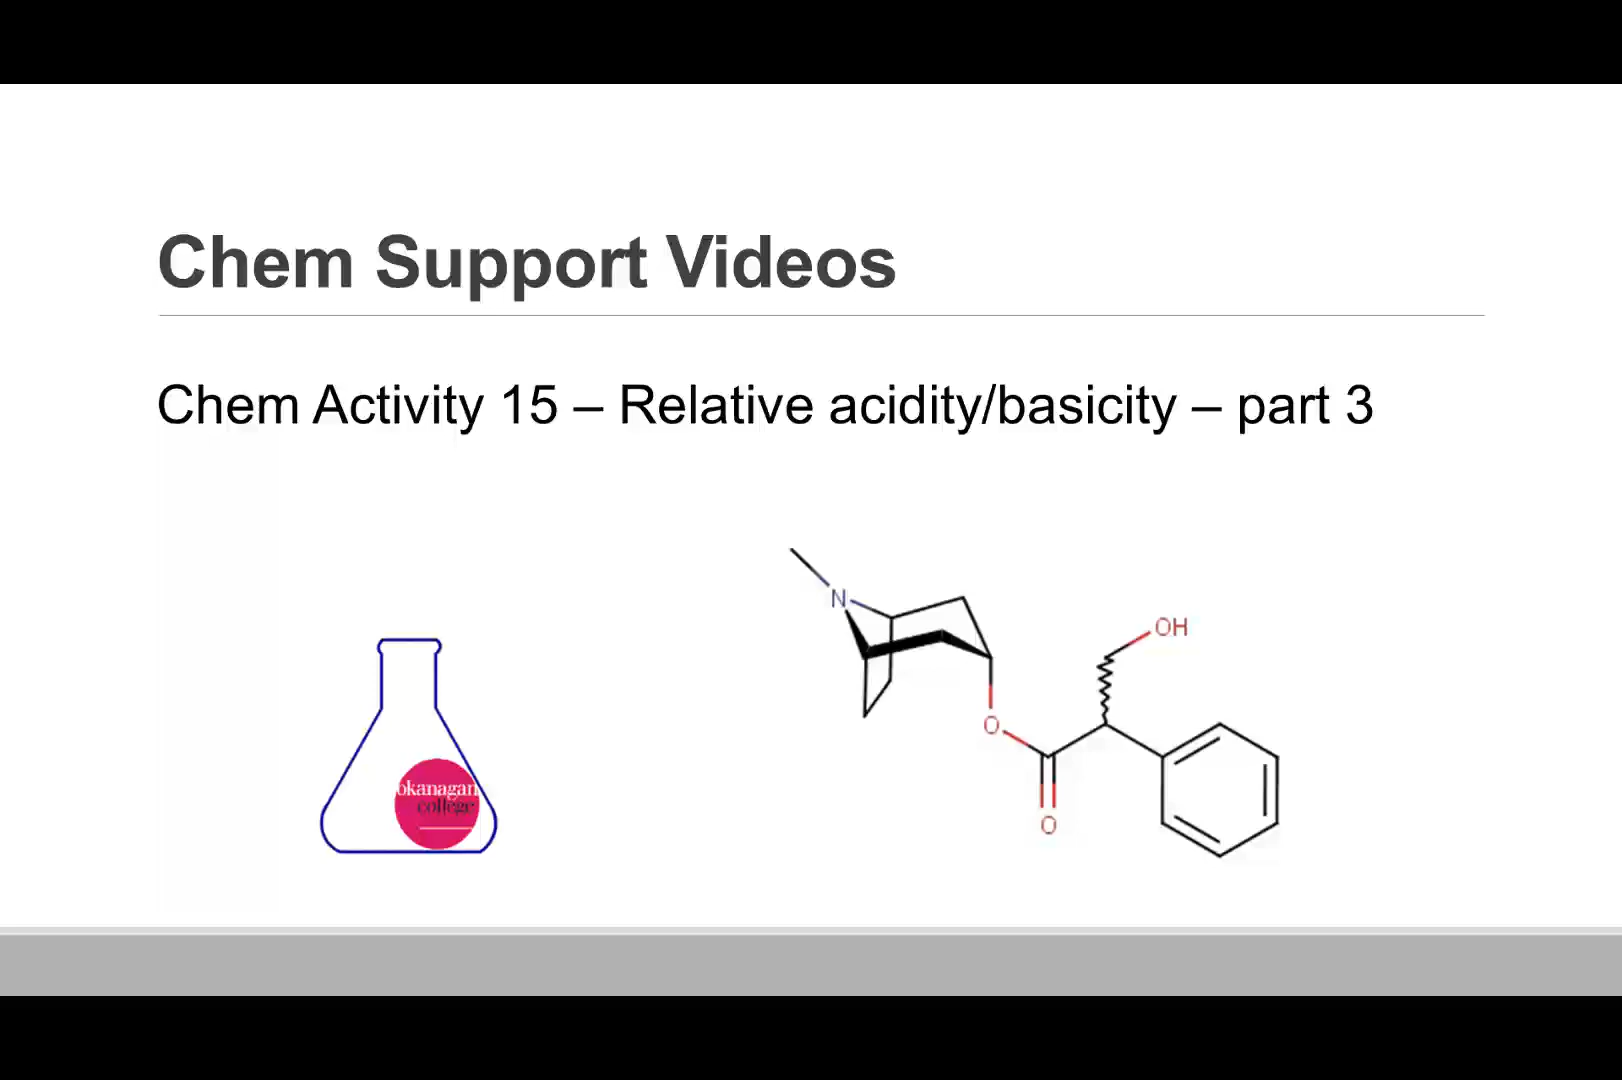 Chem Support Videos
Chem Activity 15 – Relative acidity/basicity – part 3
N
OH
O
O
okanagan
college